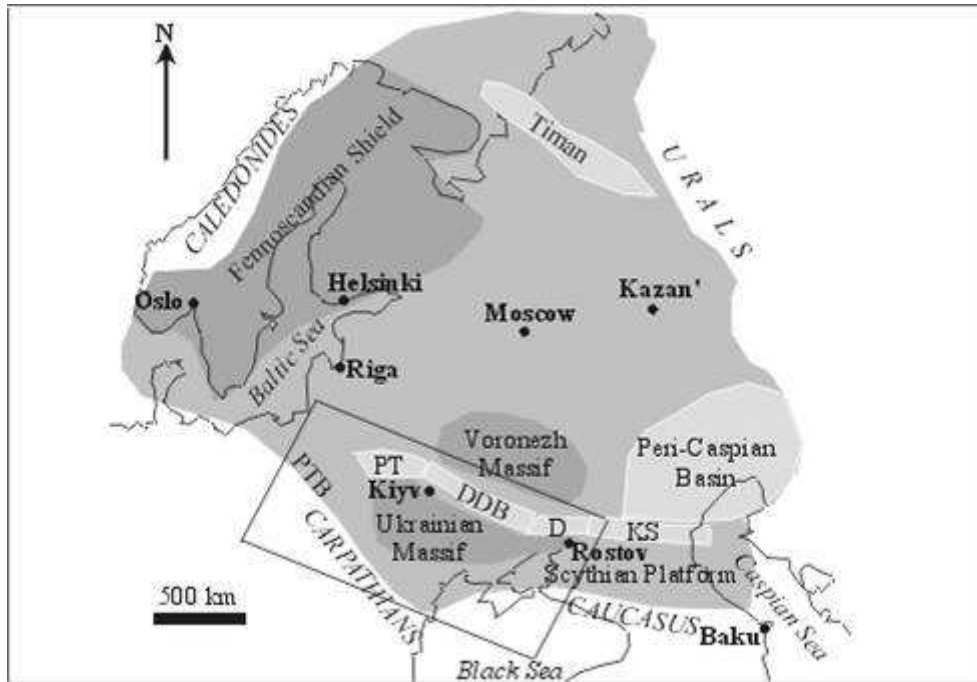 N
CALEDONIDES
Fennoscandian Shield
Timan
URALS
Oslo
Helsinki
Moscow
Kazan'
Baltic Sea
Riga
Voronezh
Massif
Peri-Caspian
Basin
PTB
PT
Kiyv
DDB
Ukrainian
Massif
D
KS
Rostov
Scythian Platform
CARPATHIANS
CAUCASUS
Caspian Sea
500 km
Baku
Black Sea